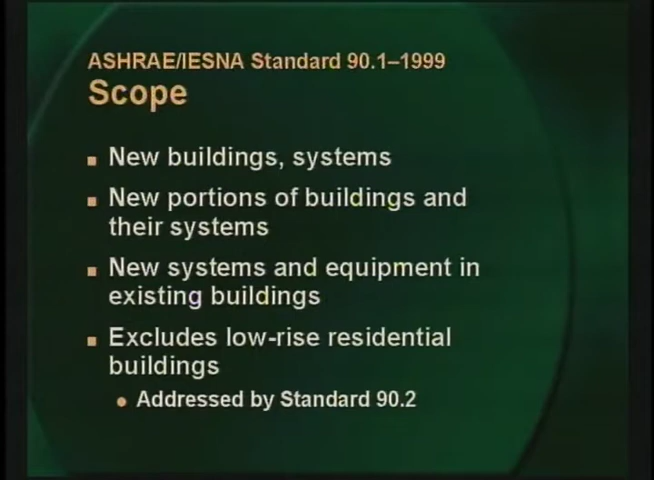 ASHRAE/IESNA Standard 90.1–1999
Scope
New buildings, systems
New portions of buildings and
their systems
New systems and equipment in
existing buildings
Excludes low-rise residential
buildings
Addressed by Standard 90.2